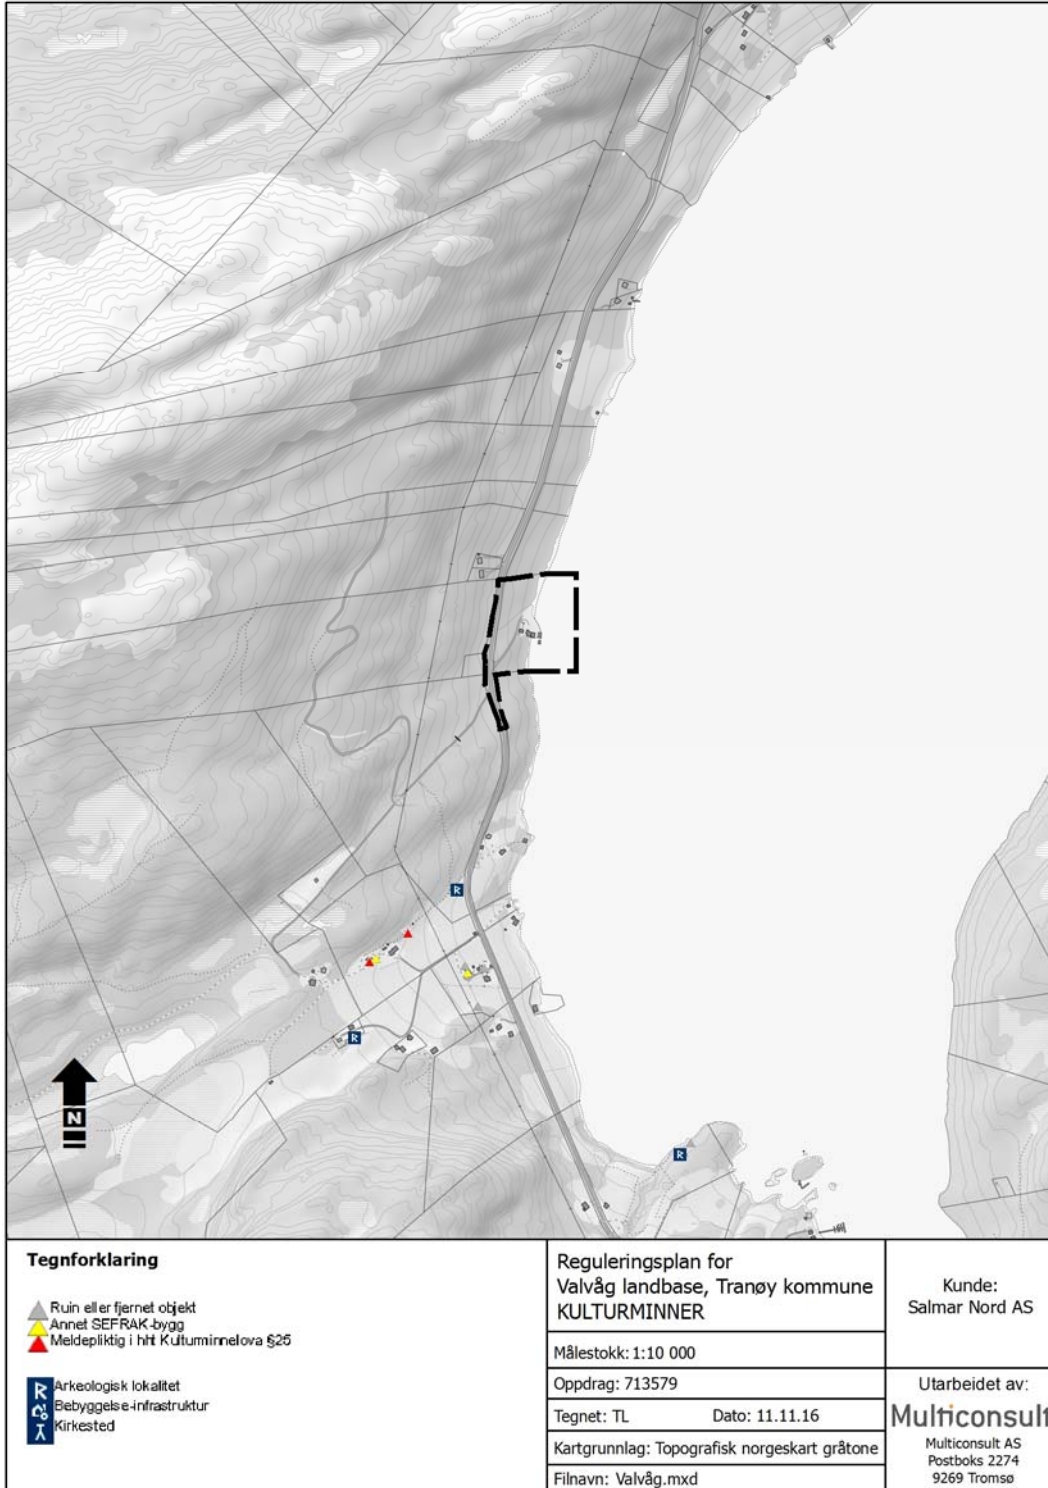 R
R
R
N
Tegnforklaring
Ruin eller fjernet objekt
Annet SEFRAK-bygg
Meldepliktig i hht Kulturminnelova §25
R Arkeologisk lokalitet
Bebyggelse-infrastruktur
Kirkested
Reguleringsplan for
Valvåg landbase, Tranøy kommune
KULTURMINNER
Målestokk: 1:10 000
Oppdrag: 713579
Tegnet: TL Dato: 11.11.16
Kartgrunnlag: Topografisk norgeskart gråtone
Filnavn: Valvåg.mxd
Kunde:
Salmar Nord AS
Utarbeidet av:
Multiconsult
Multiconsult AS
Postboks 2274
9269 Tromsø